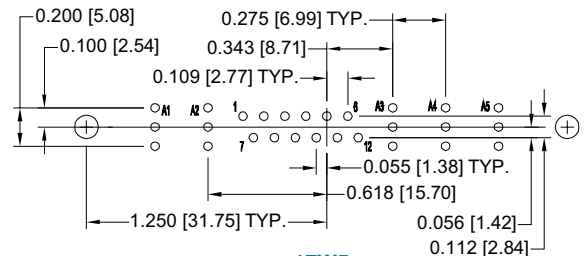 0.200 [5.08]
0.100 [2.54]
0.275 [6.99] TYP.
0.343 [8.71]
0.109 [2.77] TYP.
A1 A2 1 6 A3 A4 A5
7 12
0.055 [1.38] TYP.
0.618 [15.70]
1.250 [31.75] TYP.
0.056 [1.42]
0.112 [2.84]